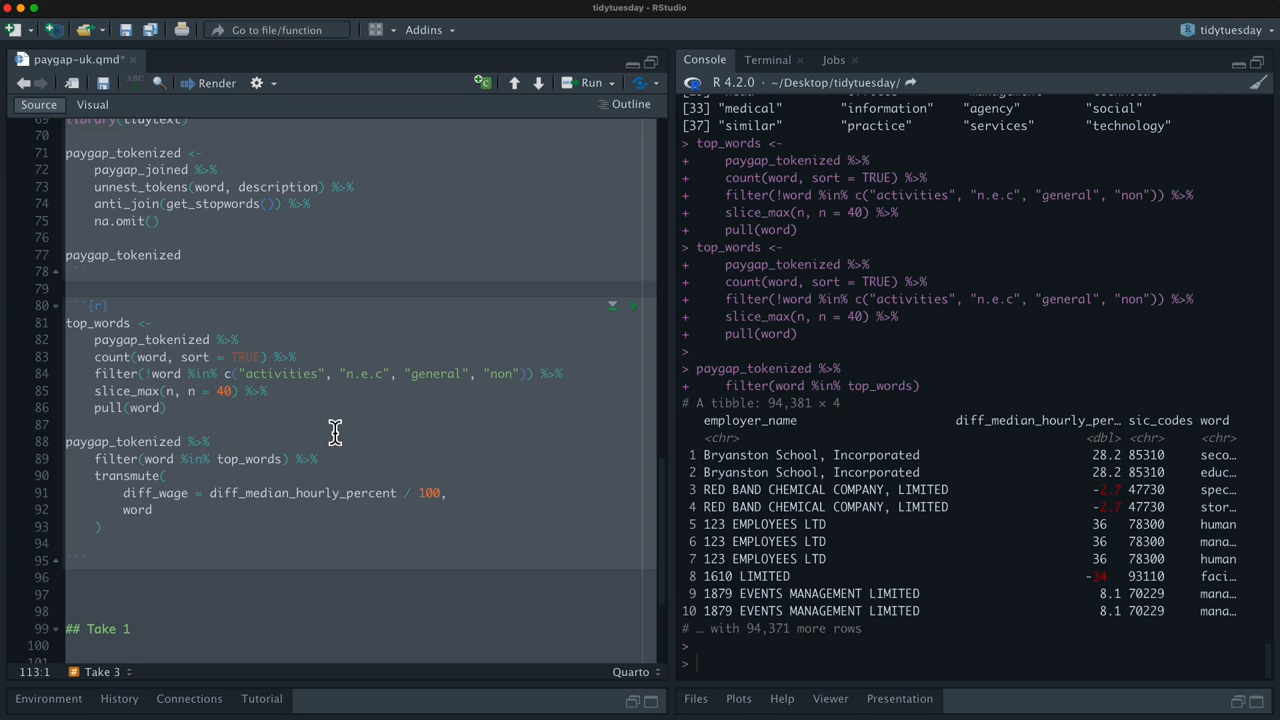 tidytuesday - RStudio
Go to file/function
Addins
tidytuesday
paygap-uk.qmd*
Render
Run
Source
Visual
Outline
69 library(tidytext)
70
71 paygap_tokenized <-
72 paygap_joined %>%
73 unnest_tokens(word, description) %>%
74 anti_join(get_stopwords()) %>%
75 na.omit()
76
77 paygap_tokenized
78 ```
79
80 ```{r}
81 top_words <-
82 paygap_tokenized %>%
83 count(word, sort = TRUE) %>%
84 filter(!word %in% c("activities", "n.e.c", "general", "non")) %>%
85 slice_max(n, n = 40) %>%
86 pull(word)
87
88 paygap_tokenized %>%
89 filter(word %in% top_words) %>%
90 transmute(
91 diff_wage = diff_median_hourly_percent / 100,
92 word
93 )
94
95 ```
96
97
98
99 ## Take 1
100
101
113:1
Take 3
Quarto
Environment
History
Connections
Tutorial
Console
Terminal
Jobs
R 4.2.0 · ~/Desktop/tidytuesday/
[33] "medical" "information" "agency" "social"
[37] "similar" "practice" "services" "technology"
> top_words <-
+ paygap_tokenized %>%
+ count(word, sort = TRUE) %>%
+ filter(!word %in% c("activities", "n.e.c", "general", "non")) %>%
+ slice_max(n, n = 40) %>%
+ pull(word)
> top_words <-
+ paygap_tokenized %>%
+ count(word, sort = TRUE) %>%
+ filter(!word %in% c("activities", "n.e.c", "general", "non")) %>%
+ slice_max(n, n = 40) %>%
+ pull(word)
>
> paygap_tokenized %>%
+ filter(word %in% top_words)
# A tibble: 94,381 × 4
employer_name diff_median_hourly_per… sic_codes word
<chr> <dbl> <chr> <chr>
1 Bryanston School, Incorporated 28.2 85310 seco…
2 Bryanston School, Incorporated 28.2 85310 educ…
3 RED BAND CHEMICAL COMPANY, LIMITED -2.7 47730 spec…
4 RED BAND CHEMICAL COMPANY, LIMITED -2.7 47730 stor…
5 123 EMPLOYEES LTD 36 78300 human
6 123 EMPLOYEES LTD 36 78300 mana…
7 123 EMPLOYEES LTD 36 78300 human
8 1610 LIMITED -34 93110 faci…
9 1879 EVENTS MANAGEMENT LIMITED 8.1 70229 mana…
10 1879 EVENTS MANAGEMENT LIMITED 8.1 70229 mana…
# … with 94,371 more rows
>
>
Files
Plots
Help
Viewer
Presentation